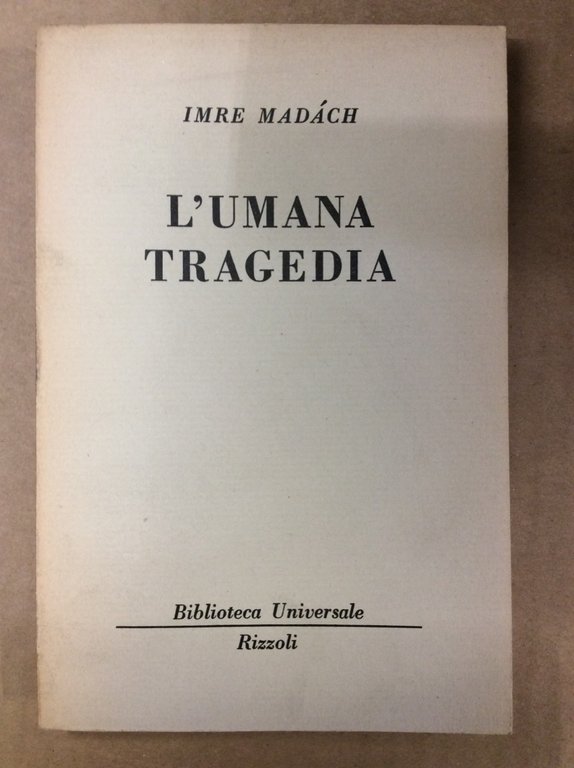 IMRE MADÁCH
L'UMANA
TRAGEDIA
Biblioteca Universale
Rizzoli